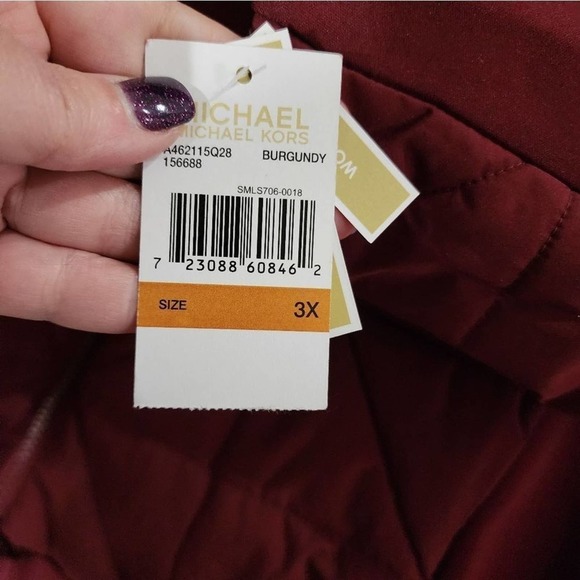 MICHAEL
MICHAEL KORS
A462115Q28 BURGUNDY
156688
SMLS706-0018
7 23088 60846 2
SIZE 3X